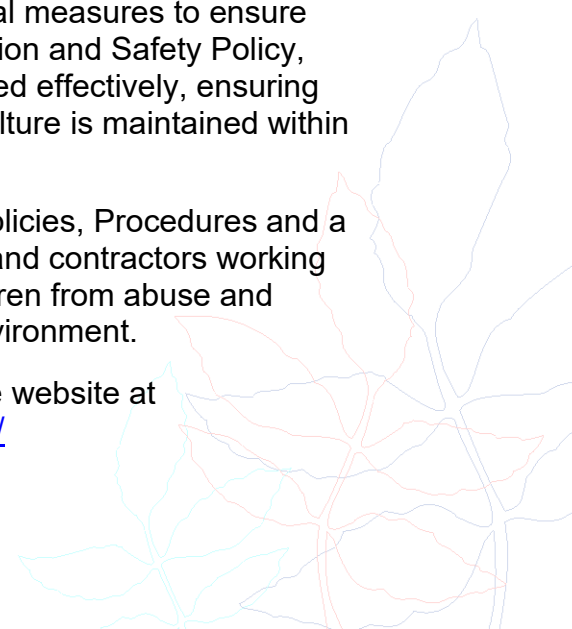 al measures to ensure
ion and Safety Policy,
ed effectively, ensuring
lture is maintained within
olicies, Procedures and a
and contractors working
ren from abuse and
vironment.
e website at
/